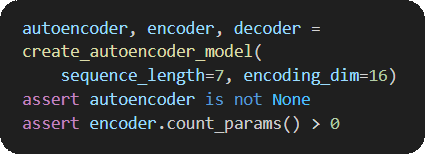 autoencoder, encoder, decoder =
create_autoencoder_model(
    sequence_length=7, encoding_dim=16)
assert autoencoder is not None
assert encoder.count_params() > 0